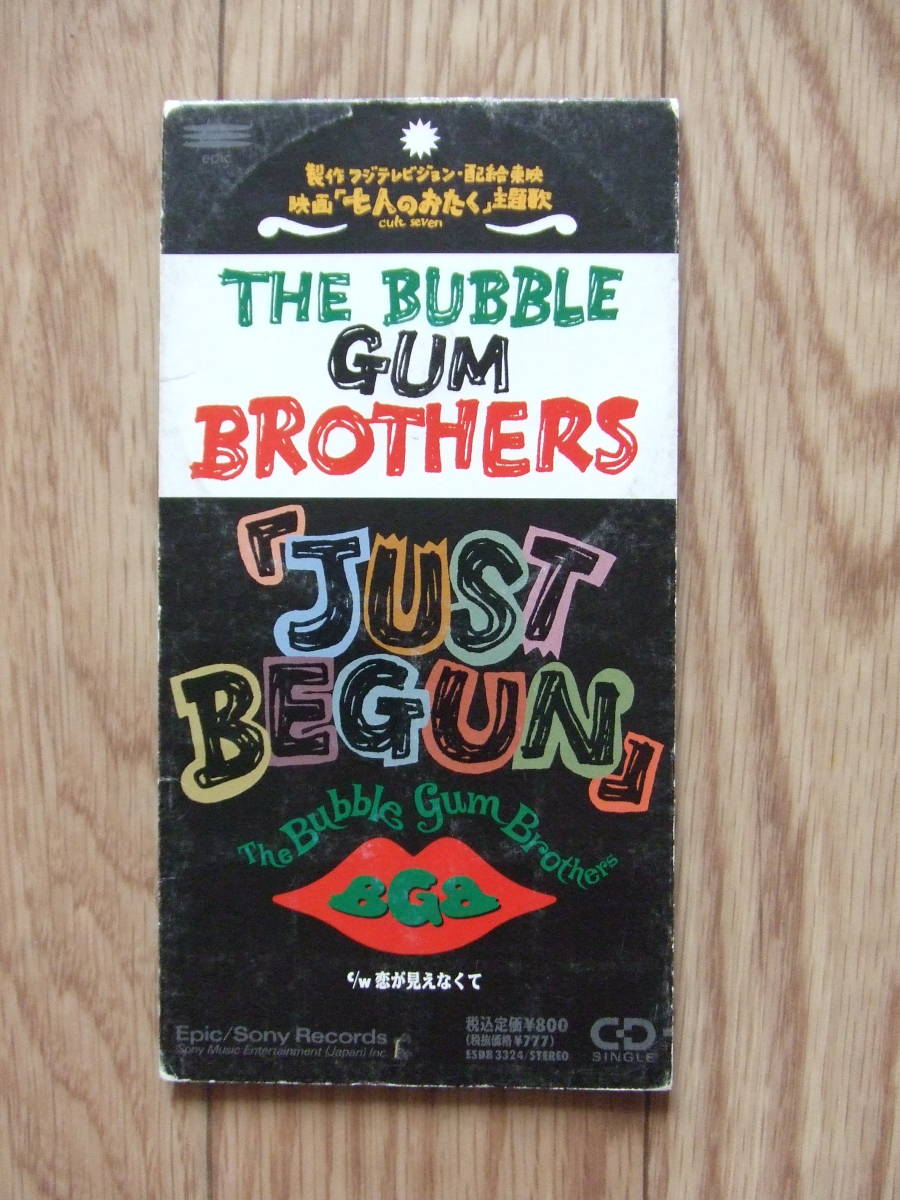 epic
製作 フジテレビジョン・配給 東映
映画「七人のおたく」主題歌
cult seven
THE BUBBLE
GUM
BROTHERS
「JUST
BEGUN」
The Bubble Gum Brothers
BGB
c/w 恋が見えなくて
Epic/Sony Records
Sony Music Entertainment (Japan) Inc.
税込定価¥800
(税抜価格¥777)
ESDB 3324/STEREO
CD
SINGLE